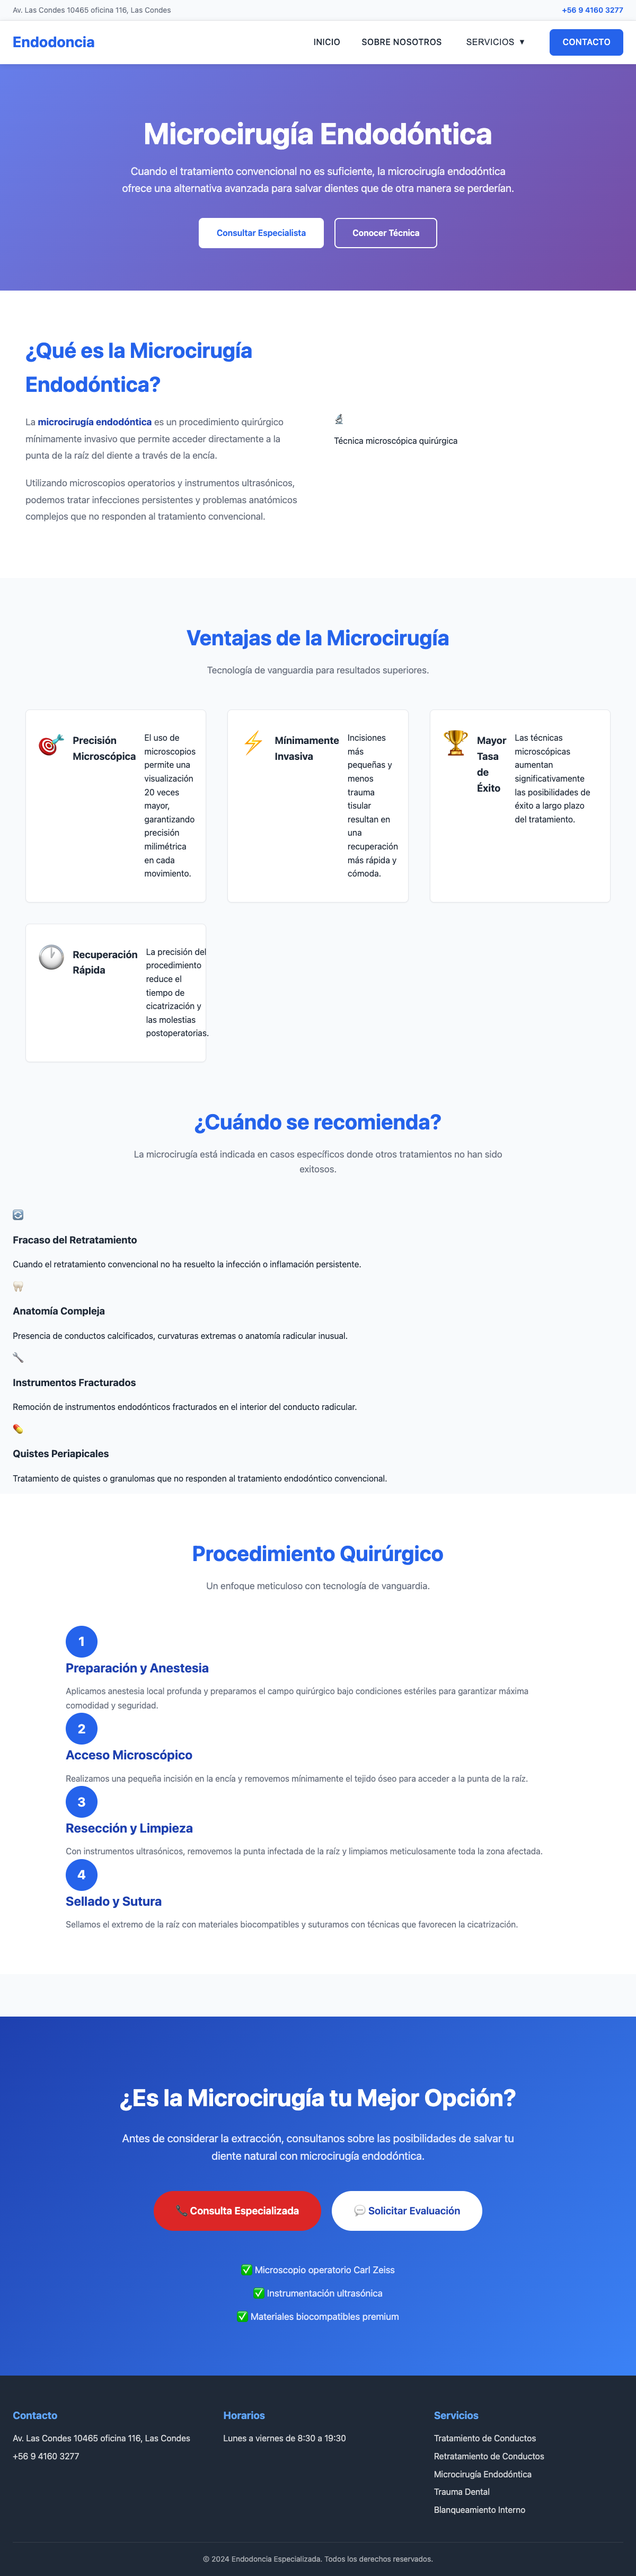 Av. Las Condes 10465 oficina 116, Las Condes
+56 9 4160 3277
Endodoncia
INICIO
SOBRE NOSOTROS
SERVICIOS ▼
CONTACTO
Microcirugía Endodóntica
Cuando el tratamiento convencional no es suficiente, la microcirugía endodóntica
ofrece una alternativa avanzada para salvar dientes que de otra manera se perderían.
Consultar Especialista
Conocer Técnica
¿Qué es la Microcirugía
Endodóntica?
La microcirugía endodóntica es un procedimiento quirúrgico
mínimamente invasivo que permite acceder directamente a la
punta de la raíz del diente a través de la encía.
Utilizando microscopios operatorios y instrumentos ultrasónicos,
podemos tratar infecciones persistentes y problemas anatómicos
complejos que no responden al tratamiento convencional.
Técnica microscópica quirúrgica
Ventajas de la Microcirugía
Tecnología de vanguardia para resultados superiores.
Precisión
Microscópica
El uso de
microscopios
permite una
visualización
20 veces
mayor,
garantizando
precisión
milimétrica
en cada
movimiento.
Mínimamente
Invasiva
Incisiones
más
pequeñas y
menos
trauma
tisular
resultan en
una
recuperación
más rápida y
cómoda.
Mayor
Tasa
de
Éxito
Las técnicas
microscópicas
aumentan
significativamente
las posibilidades de
éxito a largo plazo
del tratamiento.
Recuperación
Rápida
La precisión del
procedimiento
reduce el
tiempo de
cicatrización y
las molestias
postoperatorias.
¿Cuándo se recomienda?
La microcirugía está indicada en casos específicos donde otros tratamientos no han sido
exitosos.
Fracaso del Retratamiento
Cuando el retratamiento convencional no ha resuelto la infección o inflamación persistente.
Anatomía Compleja
Presencia de conductos calcificados, curvaturas extremas o anatomía radicular inusual.
Instrumentos Fracturados
Remoción de instrumentos endodónticos fracturados en el interior del conducto radicular.
Quistes Periapicales
Tratamiento de quistes o granulomas que no responden al tratamiento endodóntico convencional.
Procedimiento Quirúrgico
Un enfoque meticuloso con tecnología de vanguardia.
1
Preparación y Anestesia
Aplicamos anestesia local profunda y preparamos el campo quirúrgico bajo condiciones estériles para garantizar máxima
comodidad y seguridad.
2
Acceso Microscópico
Realizamos una pequeña incisión en la encía y removemos mínimamente el tejido óseo para acceder a la punta de la raíz.
3
Resección y Limpieza
Con instrumentos ultrasónicos, removemos la punta infectada de la raíz y limpiamos meticulosamente toda la zona afectada.
4
Sellado y Sutura
Sellamos el extremo de la raíz con materiales biocompatibles y suturamos con técnicas que favorecen la cicatrización.
¿Es la Microcirugía tu Mejor Opción?
Antes de considerar la extracción, consultanos sobre las posibilidades de salvar tu
diente natural con microcirugía endodóntica.
📞 Consulta Especializada
💬 Solicitar Evaluación
✅ Microscopio operatorio Carl Zeiss
✅ Instrumentación ultrasónica
✅ Materiales biocompatibles premium
Contacto
Av. Las Condes 10465 oficina 116, Las Condes
+56 9 4160 3277
Horarios
Lunes a viernes de 8:30 a 19:30
Servicios
Tratamiento de Conductos
Retratamiento de Conductos
Microcirugía Endodóntica
Trauma Dental
Blanqueamiento Interno
© 2024 Endodoncia Especializada. Todos los derechos reservados.